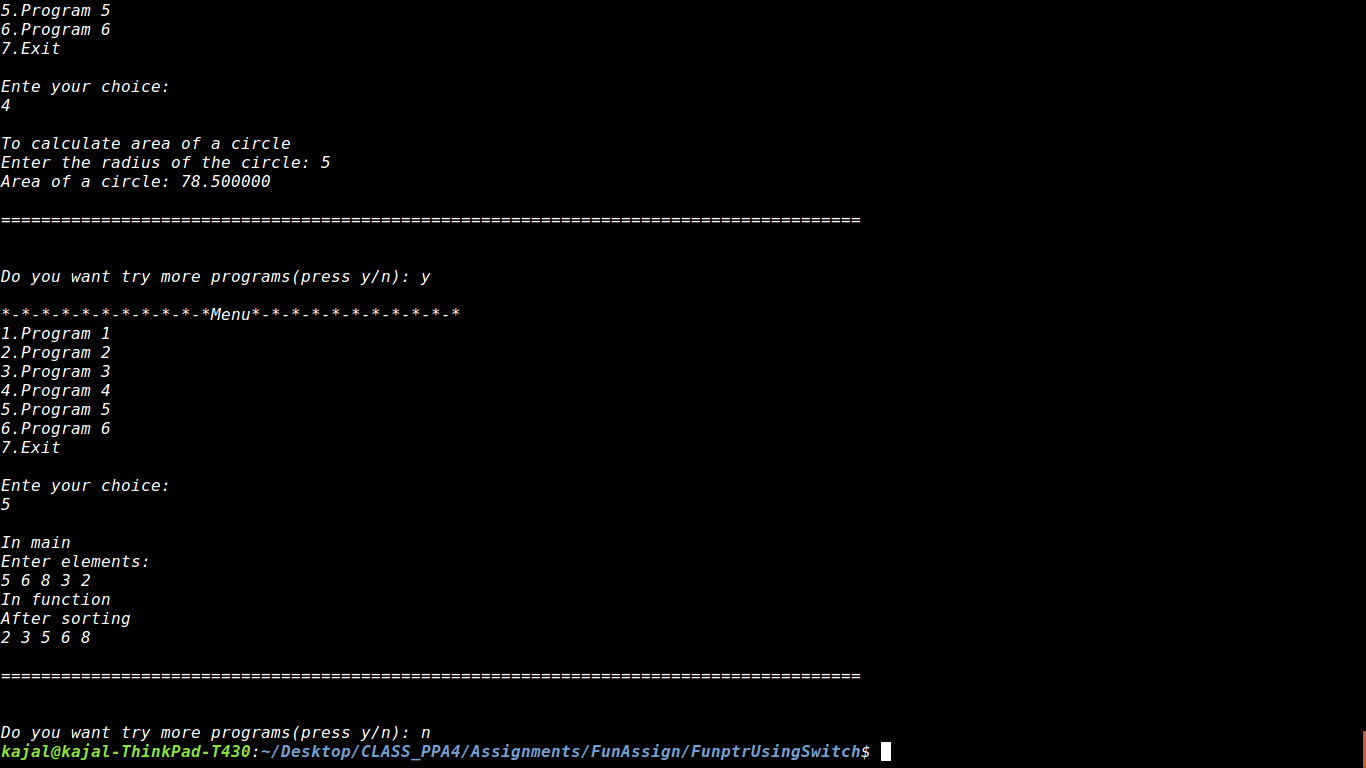 5.Program 5
6.Program 6
7.Exit
Ente your choice:
4
To calculate area of a circle
Enter the radius of the circle: 5
Area of a circle: 78.500000
======================================================================================
Do you want try more programs(press y/n): y
*-*-*-*-*-*-*-*-*-*-*Menu*-*-*-*-*-*-*-*-*-*-*
1.Program 1
2.Program 2
3.Program 3
4.Program 4
5.Program 5
6.Program 6
7.Exit
Ente your choice:
5
In main
Enter elements:
5 6 8 3 2
In function
After sorting
2 3 5 6 8
======================================================================================
Do you want try more programs(press y/n): n
kajal@kajal-ThinkPad-T430:~/Desktop/CLASS_PPA4/Assignments/FunAssign/FunptrUsingSwitch$